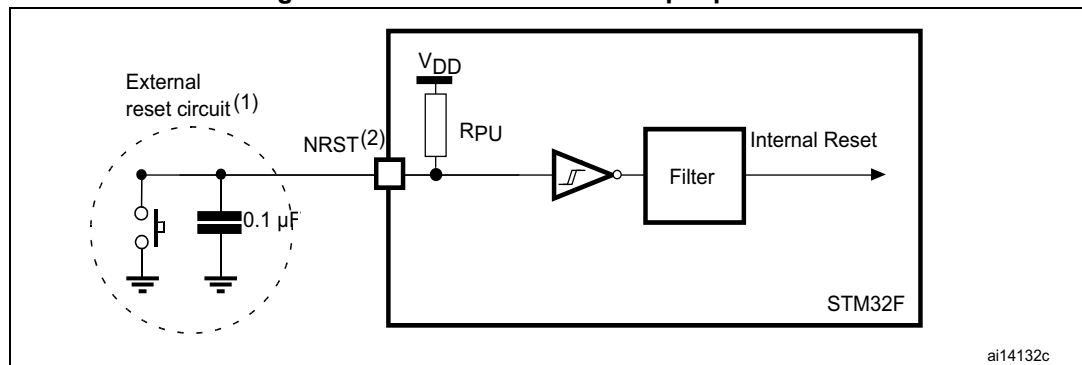 VDD
External
reset circuit(1)
NRST(2)
RPU
Internal Reset
Filter
0.1 µF
STM32F
ai14132c